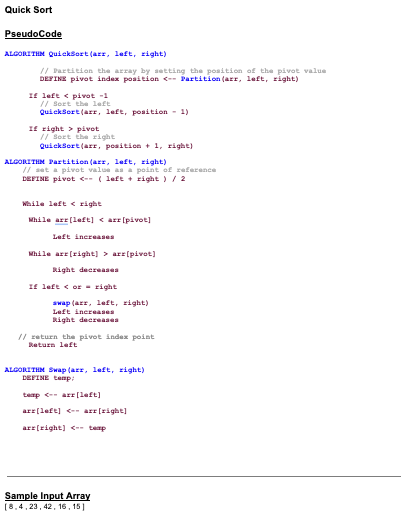 Quick Sort
PseudoCode
ALGORITHM QuickSort(arr, left, right)
// Partition the array by setting the position of the pivot value
DEFINE pivot index position <-- Partition(arr, left, right)
If left < pivot -1
// Sort the left
QuickSort(arr, left, position - 1)
If right > pivot
// Sort the right
QuickSort(arr, position + 1, right)
ALGORITHM Partition(arr, left, right)
// set a pivot value as a point of reference
DEFINE pivot <-- ( left + right ) / 2
While left < right
While arr[left] < arr[pivot]
Left increases
While arr[right] > arr[pivot]
Right decreases
If left < or = right
swap(arr, left, right)
Left increases
Right decreases
// return the pivot index point
Return left
ALGORITHM Swap(arr, left, right)
DEFINE temp;
temp <-- arr[left]
arr[left] <-- arr[right]
arr[right] <-- temp
Sample Input Array
[ 8 , 4 , 23 , 42 , 16 , 15 ]